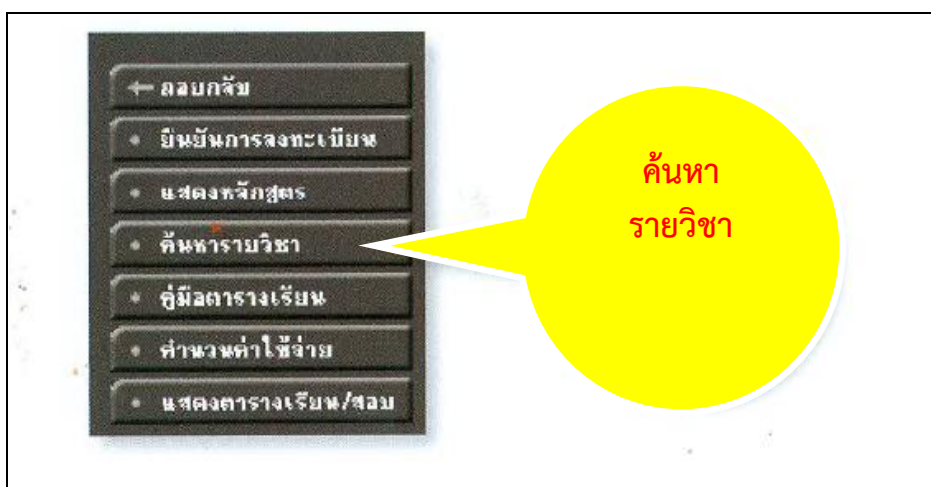 ถอยกลับ
ยืนยันการลงทะเบียน
แสดงหลักสูตร
ค้นหารายวิชา
คู่มือตารางเรียน
คำนวนค่าใช้จ่าย
แสดงตารางเรียน/สอบ
ค้นหา
รายวิชา